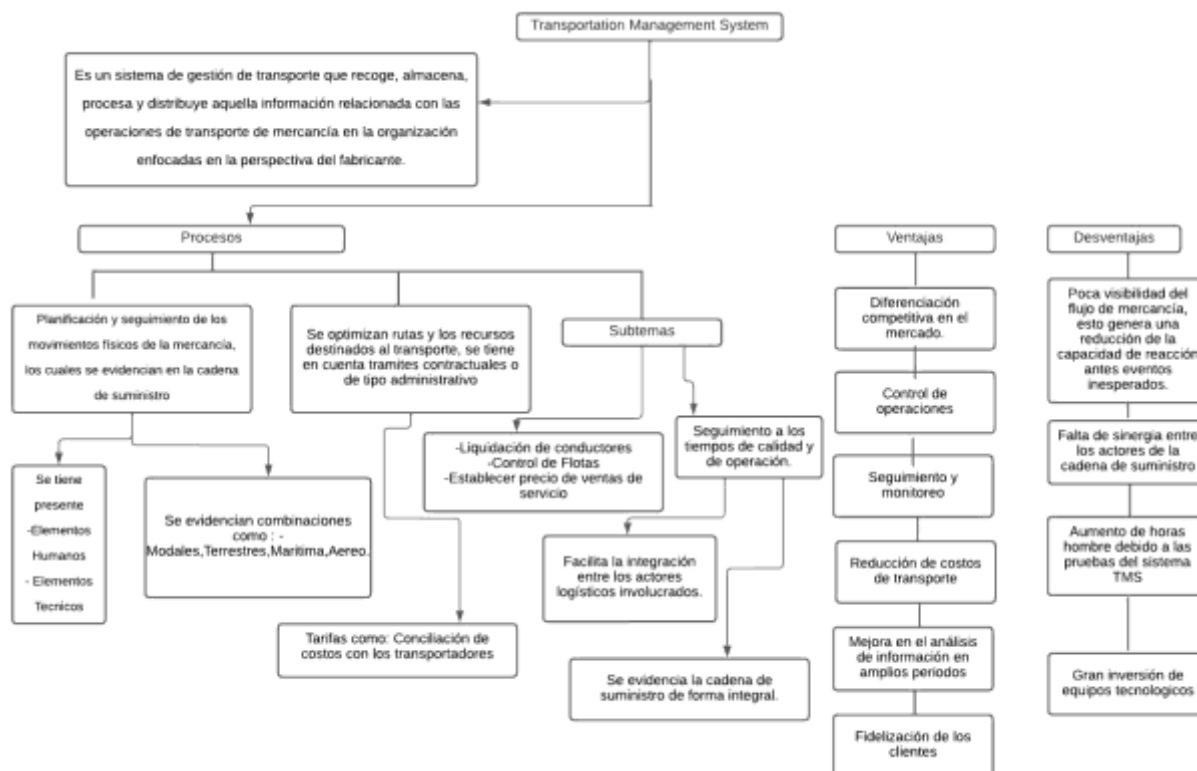 Transportation Management System
Es un sistema de gestión de transporte que recoge, almacena,
procesa y distribuye aquella información relacionada con las
operaciones de transporte de mercancía en la organización
enfocadas en la perspectiva del fabricante.
Procesos
Planificación y seguimiento de los
movimientos físicos de la mercancía,
los cuales se evidencian en la cadena
de suministro
Se tiene
presente
-Elementos
Humanos
- Elementos
Tecnicos
Se evidencian combinaciones
como : -
Modales,Terrestres,Marítima,Aereo.
Se optimizan rutas y los recursos
destinados al transporte, se tiene
en cuenta tramites contractuales o
de tipo administrativo
Tarifas como: Conciliación de
costos con los transportadores
Subtemas
-Liquidación de conductores
-Control de Flotas
-Establecer precio de ventas de
servicio
Seguimiento a los
tiempos de calidad y
de operación.
Facilita la integración
entre los actores
logísticos involucrados.
Se evidencia la cadena de
suministro de forma integral.
Ventajas
Diferenciación
competitiva en el
mercado.
Control de
operaciones
Seguimiento y
monitoreo
Reducción de costos
de transporte
Mejora en el análisis
de información en
amplios periodos
Fidelización de los
clientes
Desventajas
Poca visibilidad del
flujo de mercancía,
esto genera una
reducción de la
capacidad de reacción
antes eventos
inesperados.
Falta de sinergia entre
los actores de la
cadena de suministro
Aumento de horas
hombre debido a las
pruebas del sistema
TMS
Gran inversión de
equipos tecnologicos